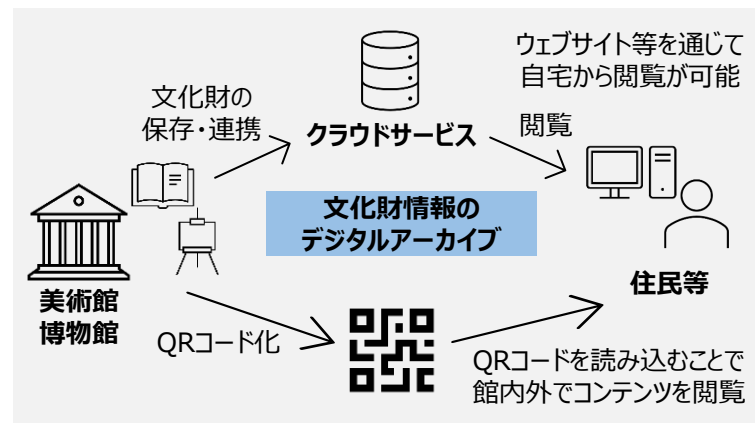 ウェブサイト等を通じて
自宅から閲覧が可能
文化財の
保存・連携
クラウドサービス
閲覧
文化財情報の
デジタルアーカイブ
美術館
博物館
住民等
QRコード化
QRコードを読み込むことで
館内外でコンテンツを閲覧